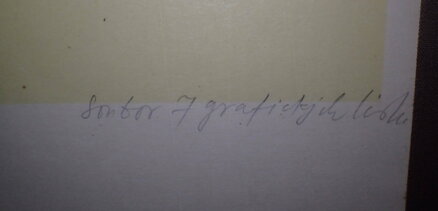 Soubor 7 grafických listů